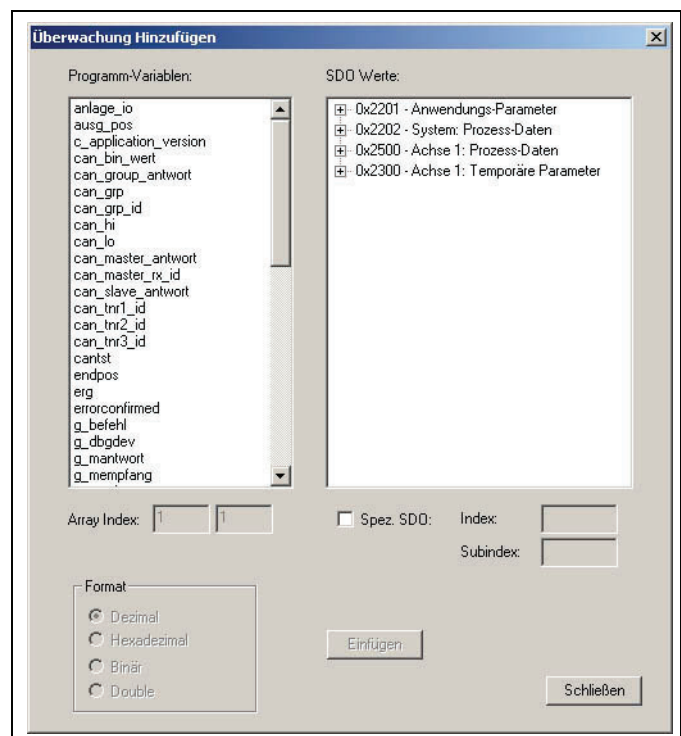 Überwachung Hinzufügen
Programm-Variablen:
anlage_io
ausg_pos
c_application_version
can_bin_wert
can_group_antwort
can_grp
can_grp_id
can_hi
can_lo
can_master_antwort
can_master_rx_id
can_slave_antwort
can_tnr1_id
can_tnr2_id
can_tnr3_id
cantst
endpos
erg
errorconfirmed
g_befehl
g_dbgdev
g_mantwort
g_mempfang
SDO Werte:
0x2201 - Anwendungs-Parameter
0x2202 - System: Prozess-Daten
0x2500 - Achse 1: Prozess-Daten
0x2300 - Achse 1: Temporäre Parameter
Array Index: 1 1
Spez. SDO: Index:
Subindex:
Format
Dezimal
Hexadezimal
Binär
Double
Einfügen
Schließen